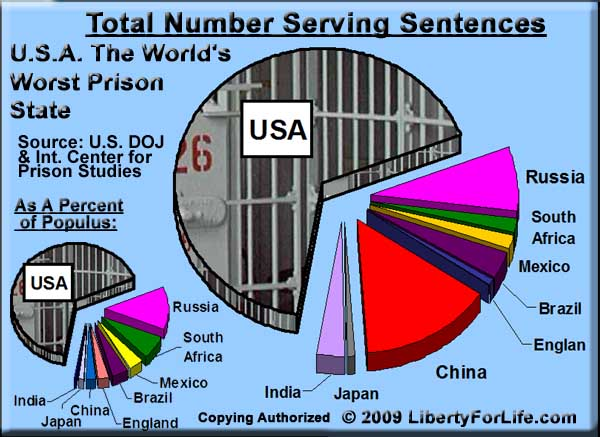 Total Number Serving Sentences
U.S.A. The World's
Worst Prison
State
Source: U.S. DOJ
& Int. Center for
Prison Studies
USA
26
Russia
South
Africa
Mexico
Brazil
Englan
China
Japan
India
As A Percent
of Populus:
USA
Russia
South
Africa
Mexico
Brazil
England
China
Japan
India
Copying Authorized © 2009 LibertyForLife.com